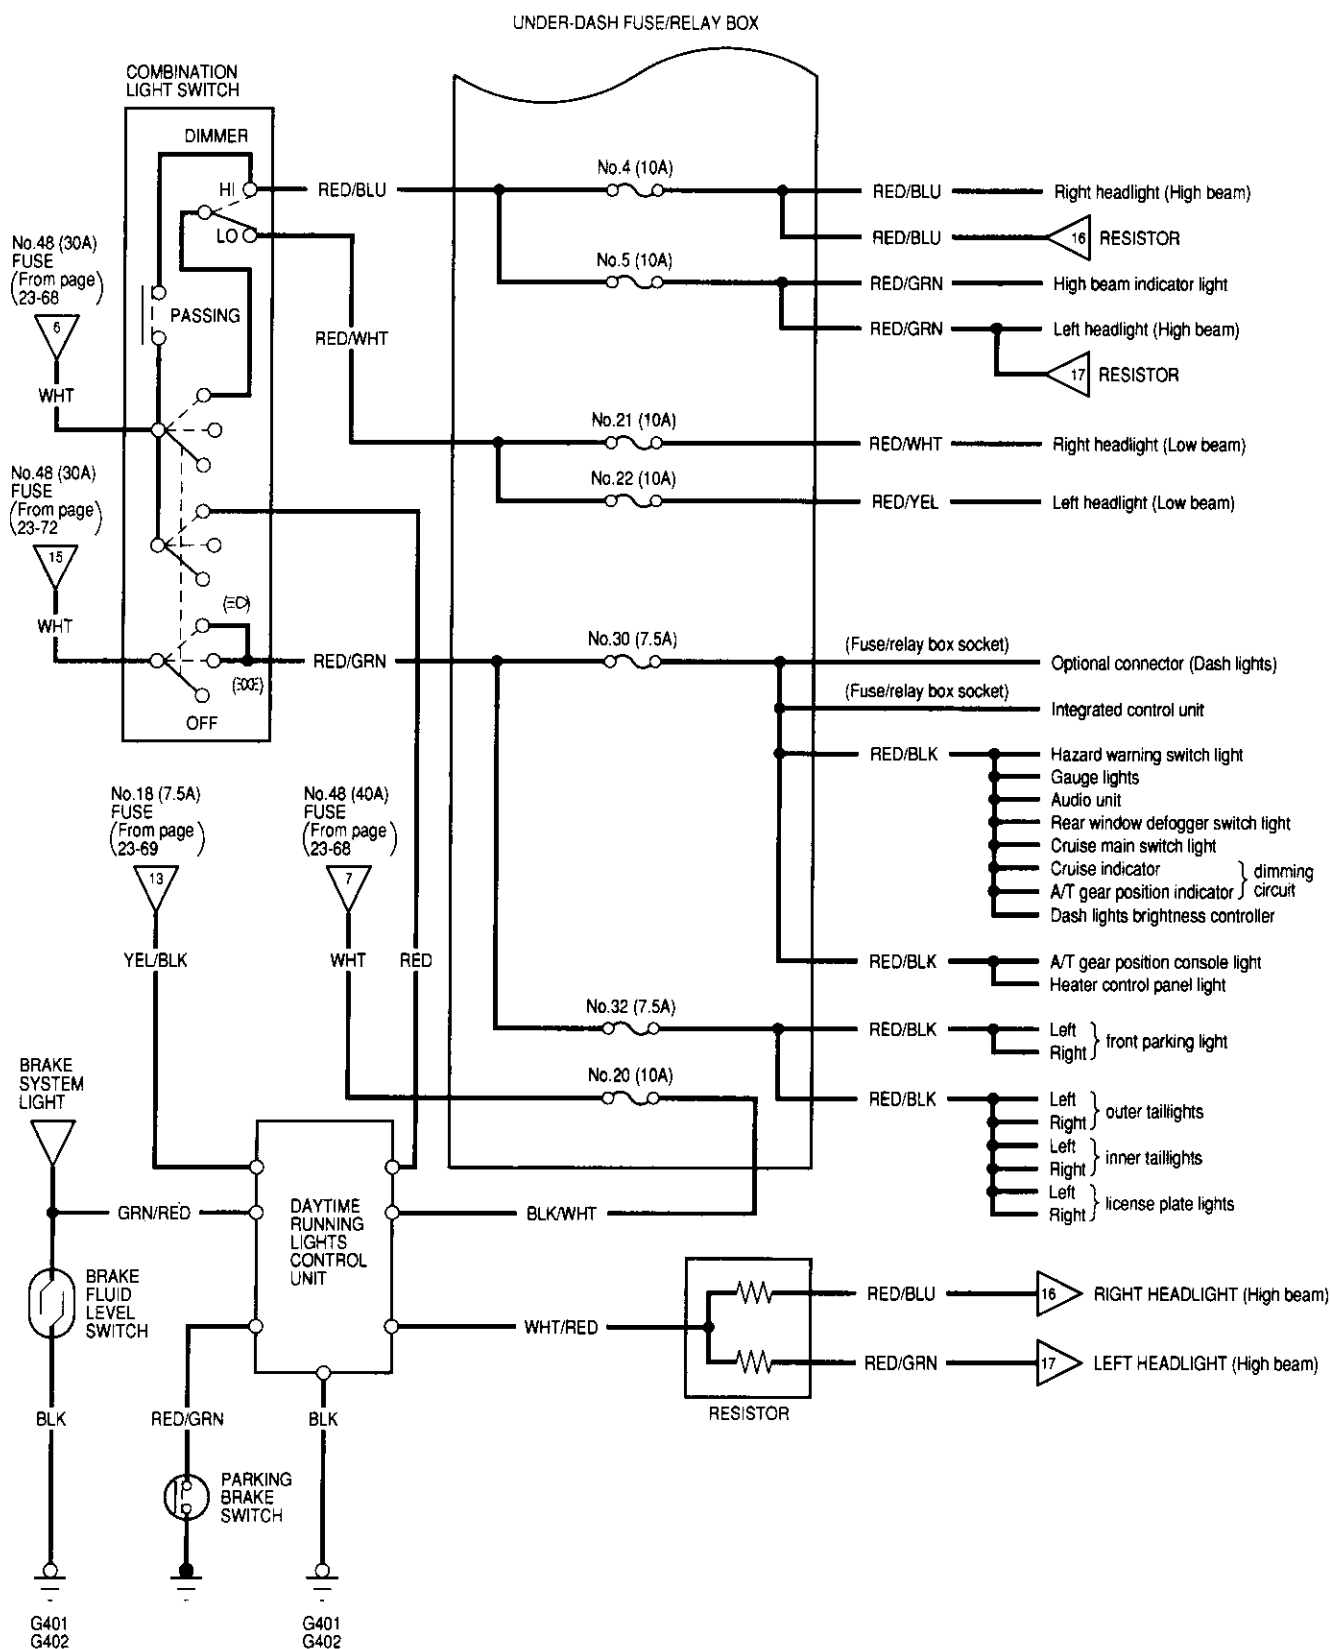 UNDER-DASH FUSE/RELAY BOX
COMBINATION
LIGHT SWITCH
DIMMER
HI
LO
PASSING
OFF
No.48 (30A)
FUSE
(From page)
23-68
6
WHT
No.48 (30A)
FUSE
(From page)
23-72
15
WHT
RED/BLU
RED/WHT
RED/GRN
No.4 (10A)
No.5 (10A)
No.21 (10A)
No.22 (10A)
No.30 (7.5A)
RED/BLU
Right headlight (High beam)
RED/BLU
16
RESISTOR
RED/GRN
High beam indicator light
RED/GRN
Left headlight (High beam)
17
RESISTOR
RED/WHT
Right headlight (Low beam)
RED/YEL
Left headlight (Low beam)
(Fuse/relay box socket)
Optional connector (Dash lights)
(Fuse/relay box socket)
Integrated control unit
RED/BLK
Hazard warning switch light
Gauge lights
Audio unit
Rear window defogger switch light
Cruise main switch light
Cruise indicator
A/T gear position indicator
dimming
circuit
Dash lights brightness controller
RED/BLK
A/T gear position console light
Heater control panel light
No.18 (7.5A)
FUSE
(From page)
23-69
13
YEL/BLK
No.48 (40A)
FUSE
(From page)
23-68
7
WHT
RED
No.32 (7.5A)
No.20 (10A)
RED/BLK
Left
Right
front parking light
RED/BLK
Left
Right
outer taillights
Left
Right
inner taillights
Left
Right
license plate lights
BRAKE
SYSTEM
LIGHT
GRN/RED
DAYTIME
RUNNING
LIGHTS
CONTROL
UNIT
BLK/WHT
WHT/RED
BRAKE
FLUID
LEVEL
SWITCH
BLK
RED/GRN
BLK
PARKING
BRAKE
SWITCH
RESISTOR
RED/BLU
16
RIGHT HEADLIGHT (High beam)
RED/GRN
17
LEFT HEADLIGHT (High beam)
G401
G402
G401
G402